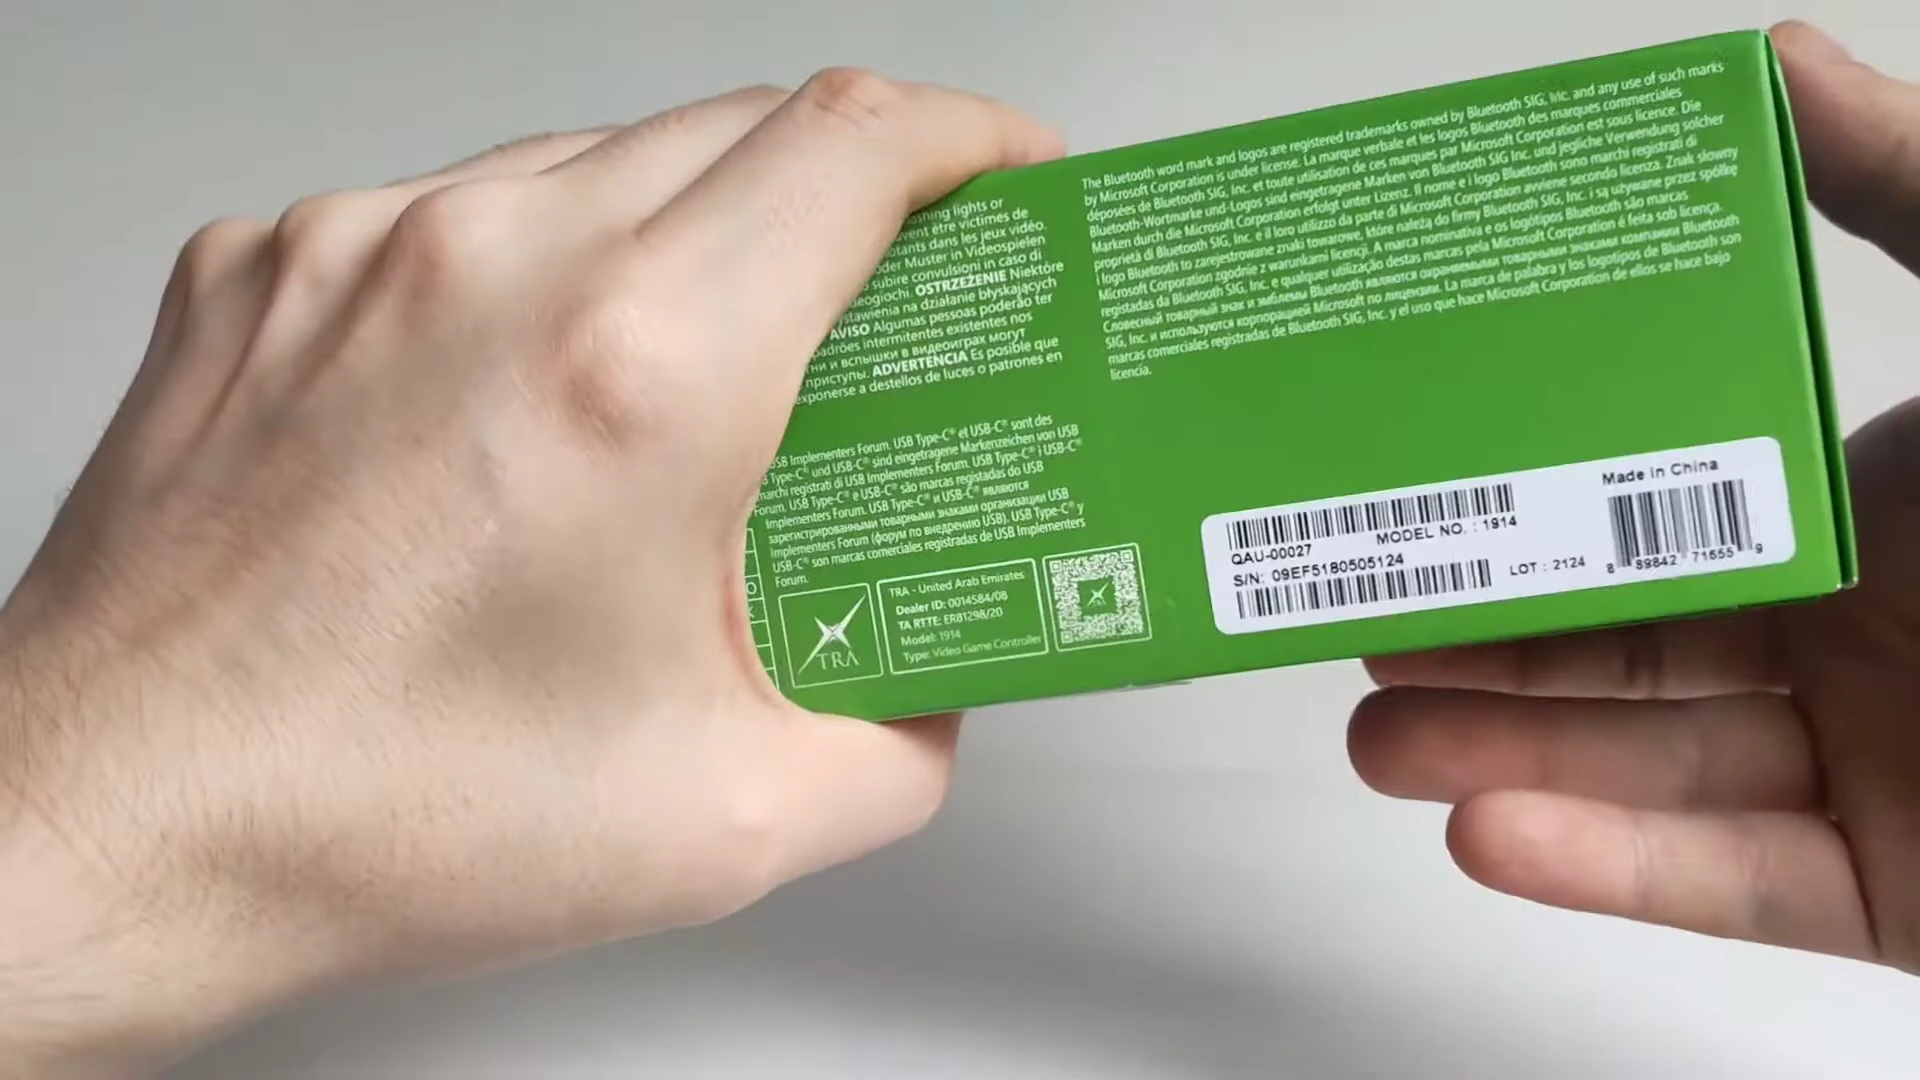 shing lights or
vent être victimes de
otants dans les jeux vidéo.
oder Muster in Videospielen
subire convulsioni in caso di
eogiochi. OSTRZEŻENIE Niektóre
stawienia na działanie błyskających
AVISO Algumas pessoas poderão ter
padrões intermitentes existentes nos
ни и вспышки в видеоиграх могут
приступы. ADVERTENCIA Es posible que
exponerse a destellos de luces o patrones en
USB Implementers Forum. USB Type-C® et USB-C® sont des
Type-C® und USB-C® sind eingetragene Markenzeichen von USB
marchi registrati di USB Implementers Forum. USB Type-C® i USB-C®
Forum. USB Type-C® e USB-C® são marcas registadas do USB
Implementers Forum. USB Type-C® и USB-C® являются
зарегистрированными товарными знаками организации USB
Implementers Forum (форум по внедрению USB). USB Type-C® y
USB-C® son marcas comerciales registradas de USB Implementers
Forum.
TRA
TRA - United Arab Emirates
Dealer ID: 0014584/08
TA RTTE: ER81298/20
Model: 1914
Type: Video Game Controller
The Bluetooth word mark and logos are registered trademarks owned by Bluetooth SIG, Inc. and any use of such marks
by Microsoft Corporation is under license. La marque verbale et les logos Bluetooth des marques commerciales
déposées de Bluetooth SIG, Inc. et toute utilisation de ces marques par Microsoft Corporation est sous licence. Die
Bluetooth-Wortmarke und -Logos sind eingetragene Marken von Bluetooth SIG Inc. und jegliche Verwendung solcher
Marken durch die Microsoft Corporation erfolgt unter Lizenz. Il nome e i logo Bluetooth sono marchi registrati di
proprietà di Bluetooth SIG, Inc. e il loro utilizzo da parte di Microsoft Corporation avviene secondo licenza. Znak słowny
i logo Bluetooth to zarejestrowane znaki towarowe, które należą do firmy Bluetooth SIG, Inc. i są używane przez spółkę
Microsoft Corporation zgodnie z warunkami licencji. A marca nominativa e os logótipos Bluetooth são marcas
registadas da Bluetooth SIG, Inc. e qualquer utilização destas marcas pela Microsoft Corporation é feita sob licença.
Словесный товарный знак и эмблемы Bluetooth являются охраняемыми товарными знаками компании Bluetooth
SIG, Inc. и используются корпорацией Microsoft по лицензии. La marca de palabra y los logotipos de Bluetooth son
marcas comerciales registradas de Bluetooth SIG, Inc. y el uso que hace Microsoft Corporation de ellos se hace bajo
licencia.
Made in China
QAU-00027 MODEL NO. : 1914
S/N: 09EF5180505124
LOT : 2124
8 89842 71655 9